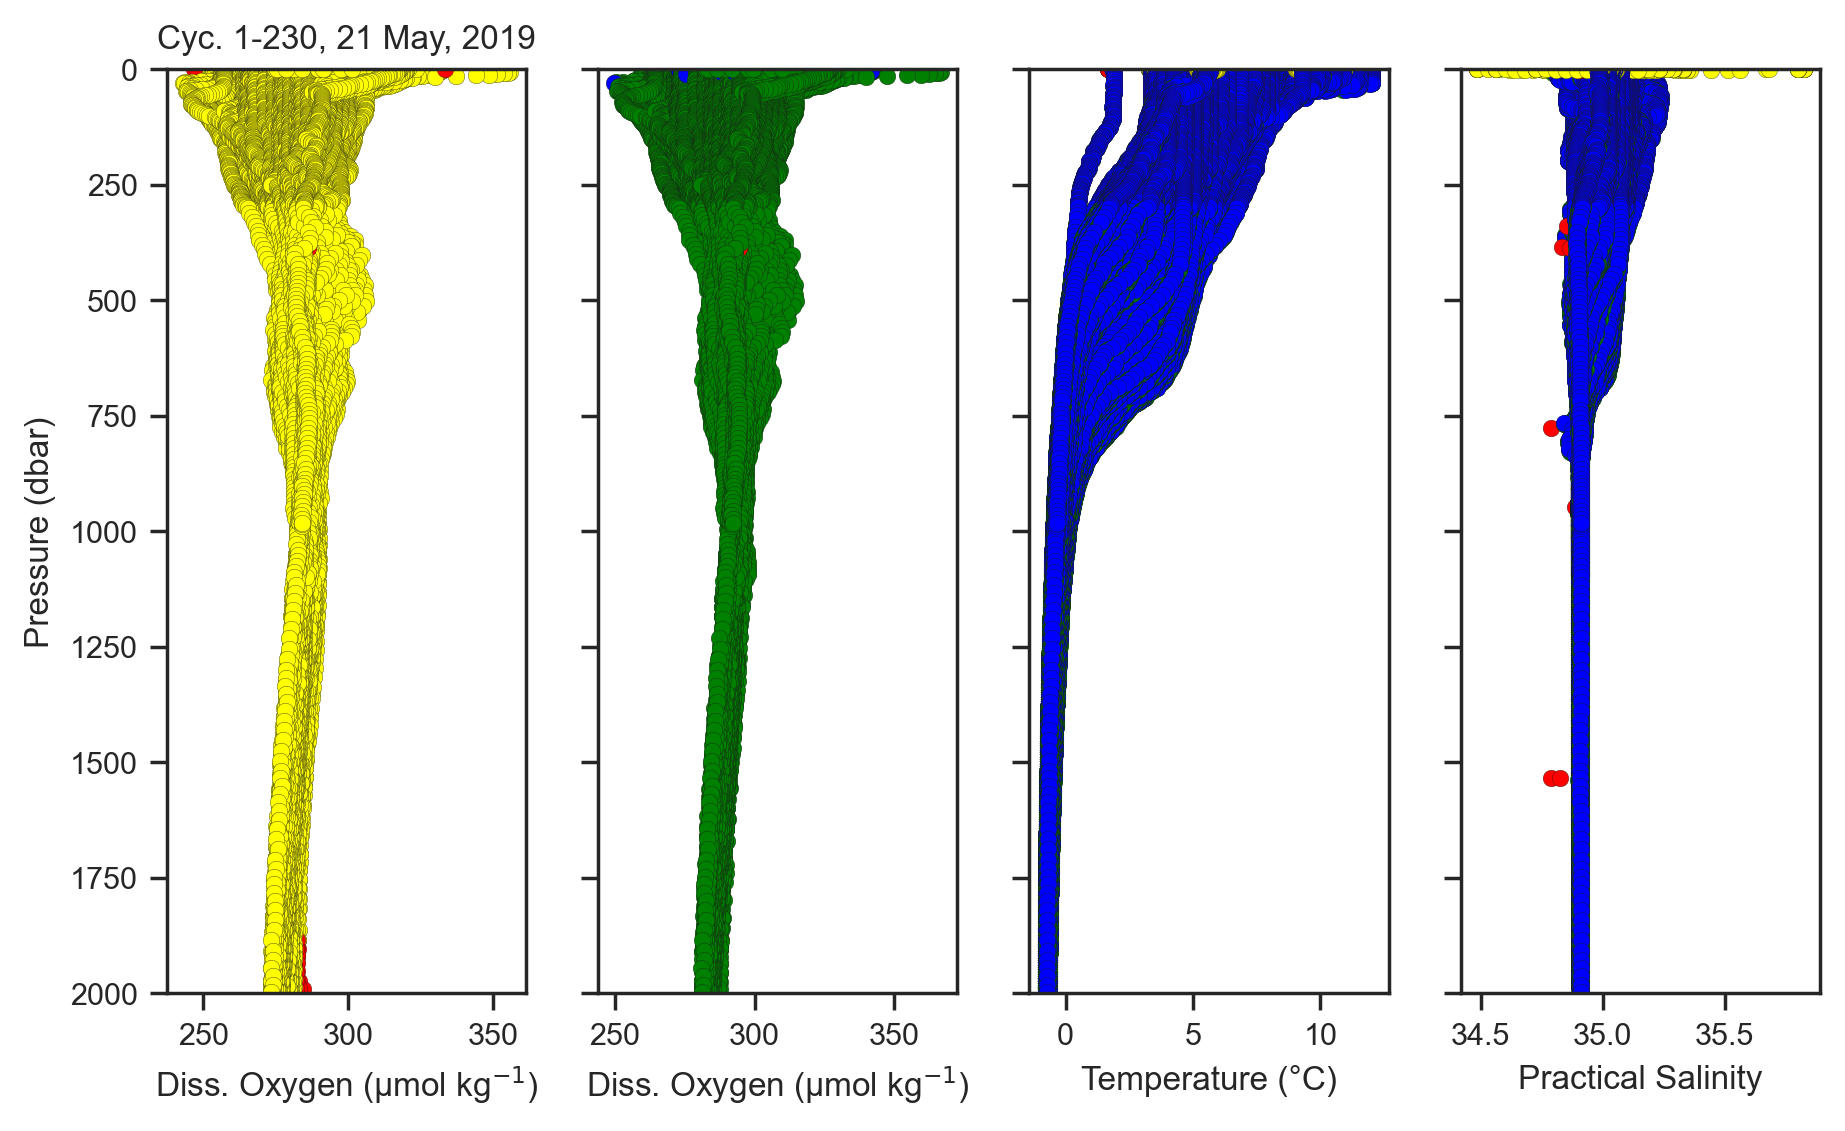 Cyc. 1-230, 21 May, 2019
Pressure (dbar)
0
250
500
750
1000
1250
1500
1750
2000
250 300 350
Diss. Oxygen (µmol kg⁻¹)
250 300 350
Diss. Oxygen (µmol kg⁻¹)
0 5 10
Temperature (°C)
34.5 35.0 35.5
Practical Salinity